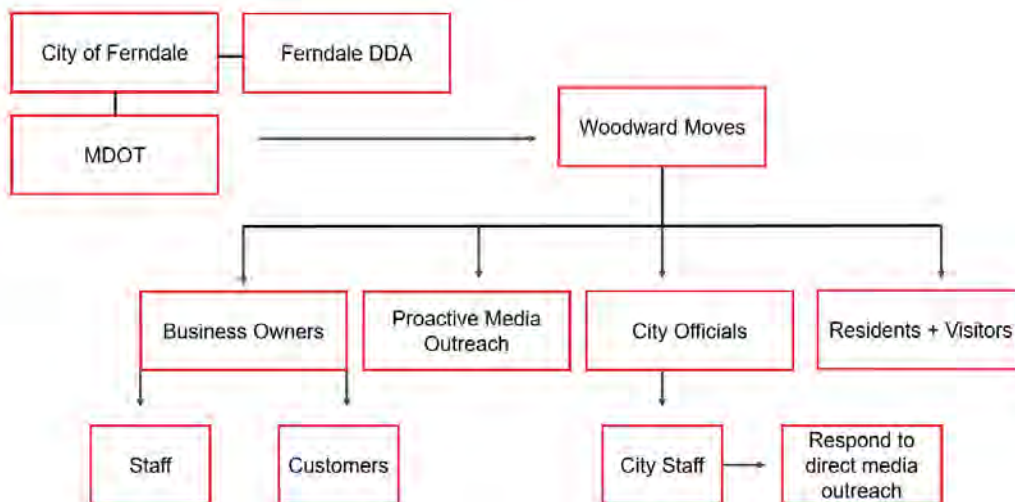 City of Ferndale
Ferndale DDA
MDOT
Woodward Moves
Business Owners
Proactive Media
Outreach
City Officials
Residents + Visitors
Staff
Customers
City Staff
Respond to
direct media
outreach